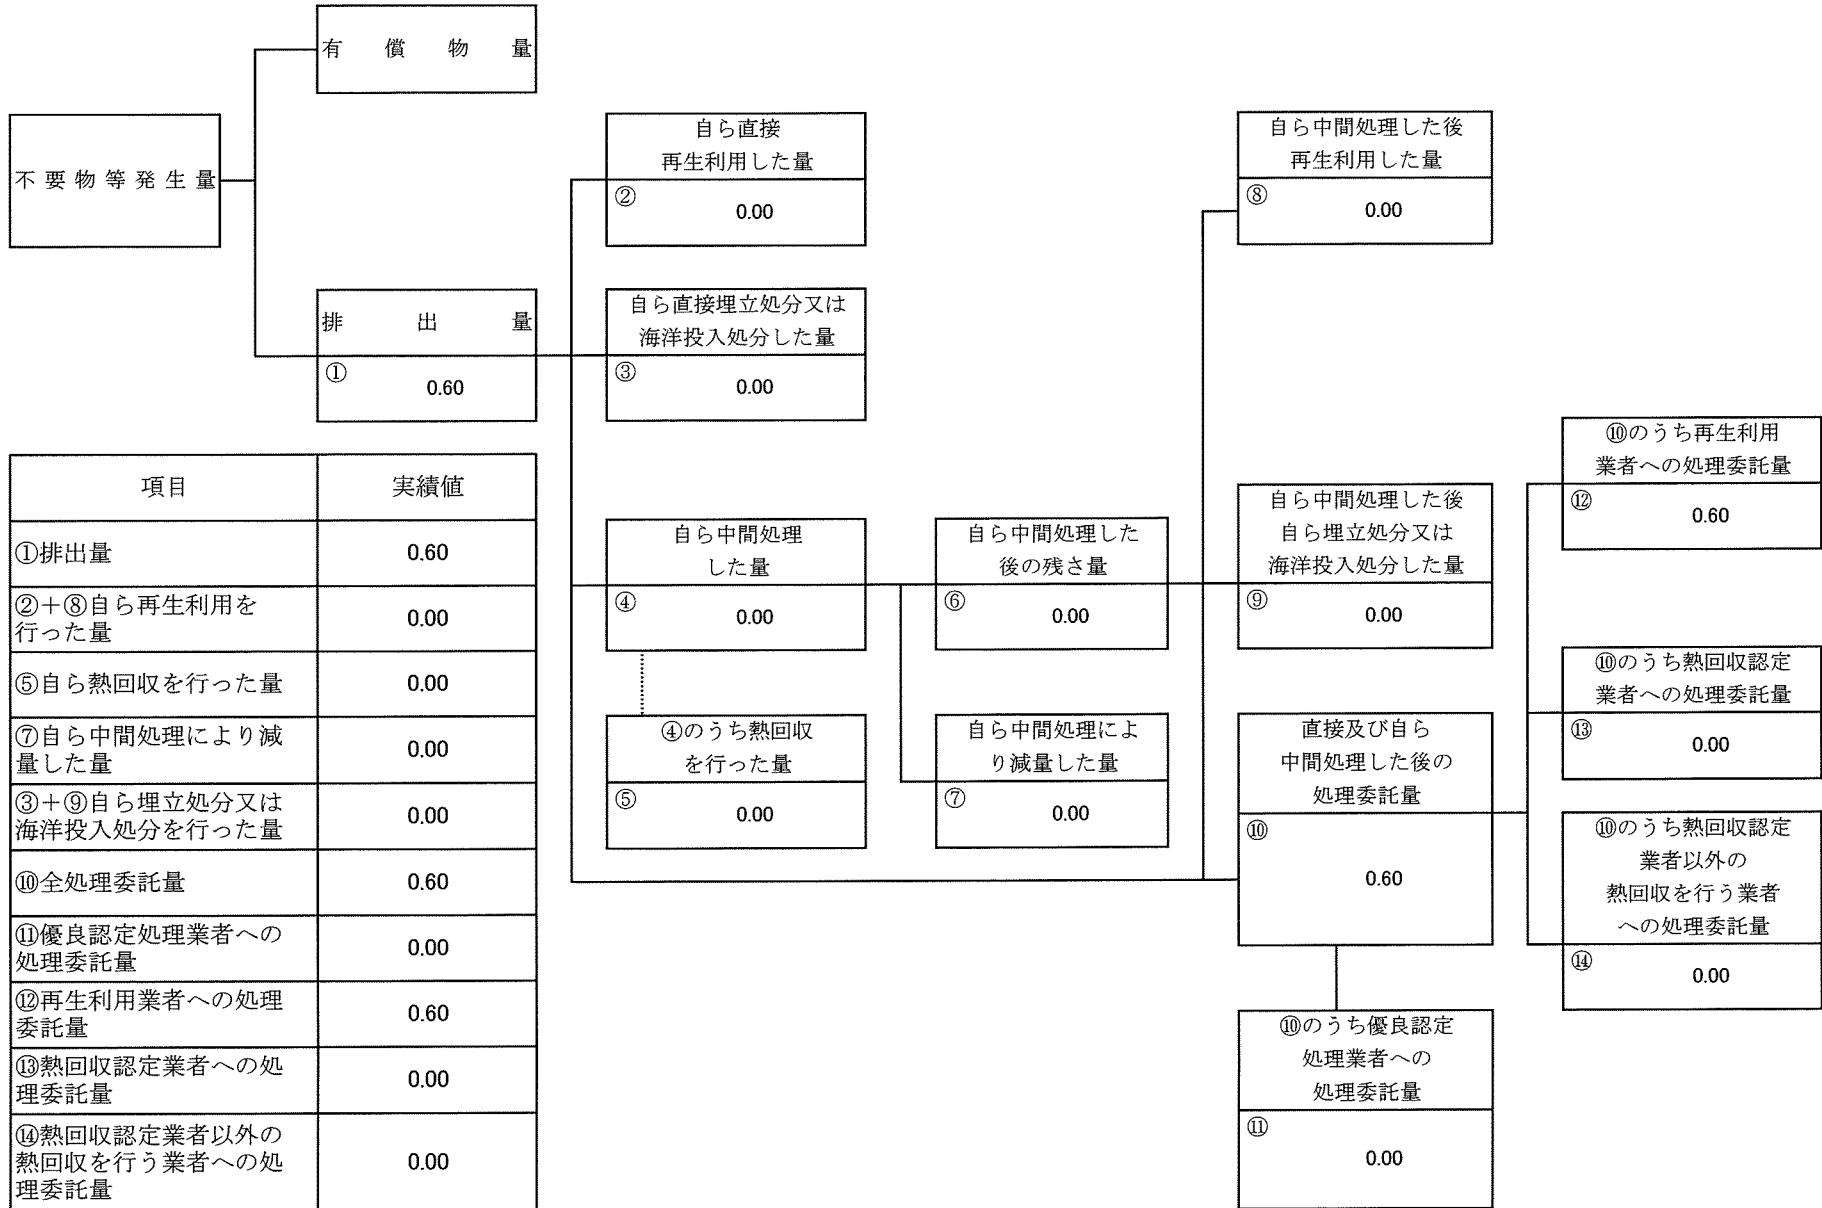 有償物量
不要物等発生量
排出量
①
0.60
自ら直接
再生利用した量
②
0.00
自ら直接埋立処分又は
海洋投入処分した量
③
0.00
自ら中間処理
した量
④
0.00
④のうち熱回収
を行った量
⑤
0.00
自ら中間処理した
後の残さ量
⑥
0.00
自ら中間処理によ
り減量した量
⑦
0.00
自ら中間処理した後
再生利用した量
⑧
0.00
自ら中間処理した後
自ら埋立処分又は
海洋投入処分した量
⑨
0.00
直接及び自ら
中間処理した後の
処理委託量
⑩
0.60
⑩のうち優良認定
処理業者への
処理委託量
⑪
0.00
⑩のうち再生利用
業者への処理委託量
⑫
0.60
⑩のうち熱回収認定
業者への処理委託量
⑬
0.00
⑩のうち熱回収認定
業者以外の
熱回収を行う業者
への処理委託量
⑭
0.00
項目 実績値
①排出量 0.60
②+⑧自ら再生利用を
行った量 0.00
⑤自ら熱回収を行った量 0.00
⑦自ら中間処理により減
量した量 0.00
③+⑨自ら埋立処分又は
海洋投入処分を行った量 0.00
⑩全処理委託量 0.60
⑪優良認定処理業者への
処理委託量 0.00
⑫再生利用業者への処理
委託量 0.60
⑬熱回収認定業者への処
理委託量 0.00
⑭熱回収認定業者以外の
熱回収を行う業者への処
理委託量 0.00